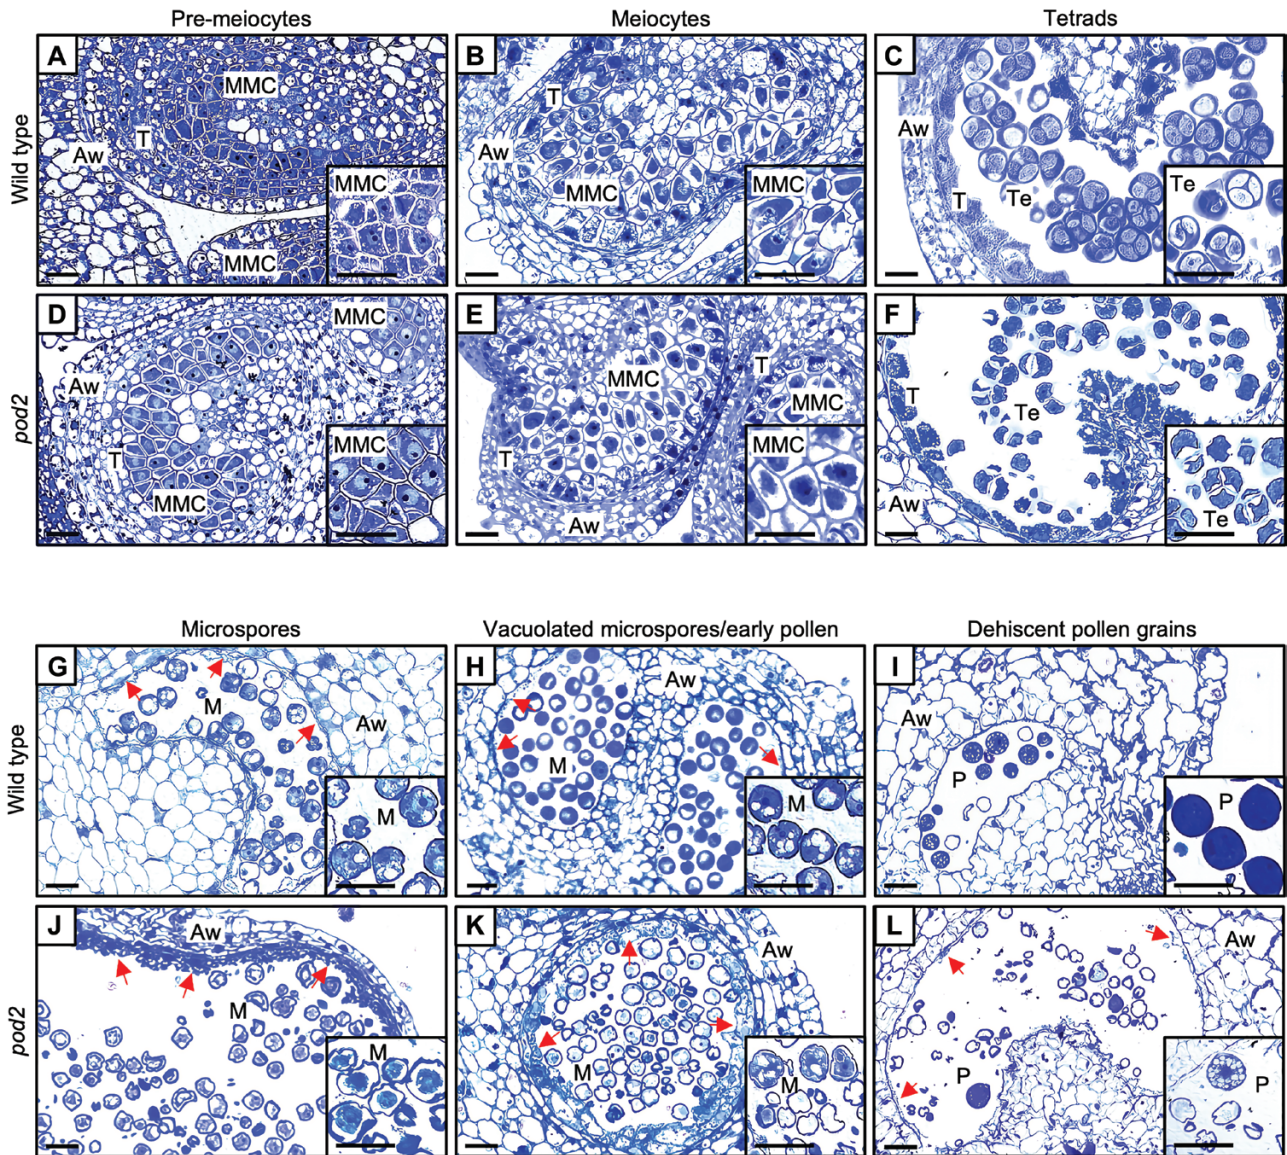 Pre-meiocytes Meiocytes Tetrads
Wild type
A MMC T Aw MMC MMC
B T Aw MMC MMC
C Aw T Te Te
pod2
D MMC Aw T MMC MMC
E MMC T MMC MMC T Aw
F T Te Aw Te
Microspores Vacuolated microspores/early pollen Dehiscent pollen grains
Wild type
G M Aw M
H Aw M M
I Aw P P
pod2
J Aw M M
K Aw M M
L Aw P P